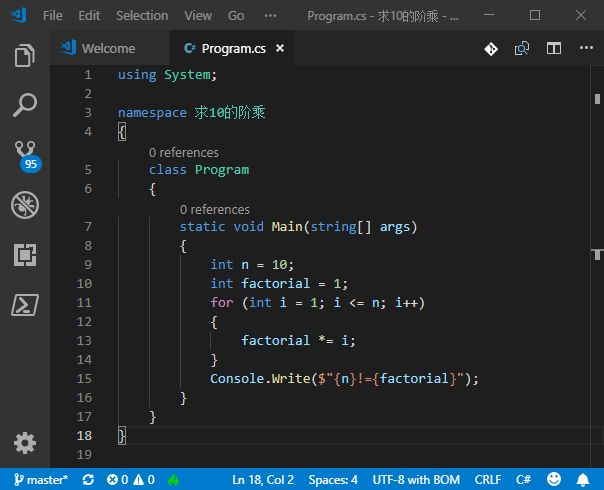 File Edit Selection View Go ··· Program.cs - 求10的阶乘 - ...
Welcome Program.cs
1 using System;
2
3 namespace 求10的阶乘
4 {
0 references
5 class Program
6 {
0 references
7 static void Main(string[] args)
8 {
9 int n = 10;
10 int factorial = 1;
11 for (int i = 1; i <= n; i++)
12 {
13 factorial *= i;
14 }
15 Console.Write($"{n}!={factorial}");
16 }
17 }
18 }
19
95
master* 0 0 Ln 18, Col 2 Spaces: 4 UTF-8 with BOM CRLF C#